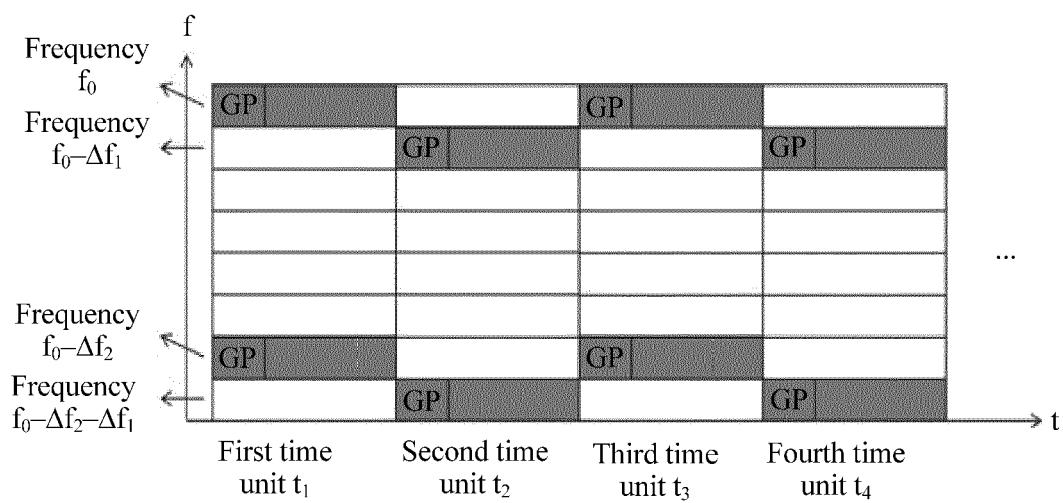 f
Frequency
f₀
GP
GP
Frequency
f₀–Δf₁
GP
GP
...
Frequency
f₀–Δf₂
GP
GP
Frequency
f₀–Δf₂–Δf₁
GP
GP
t
First time
unit t₁
Second time
unit t₂
Third time
unit t₃
Fourth time
unit t₄